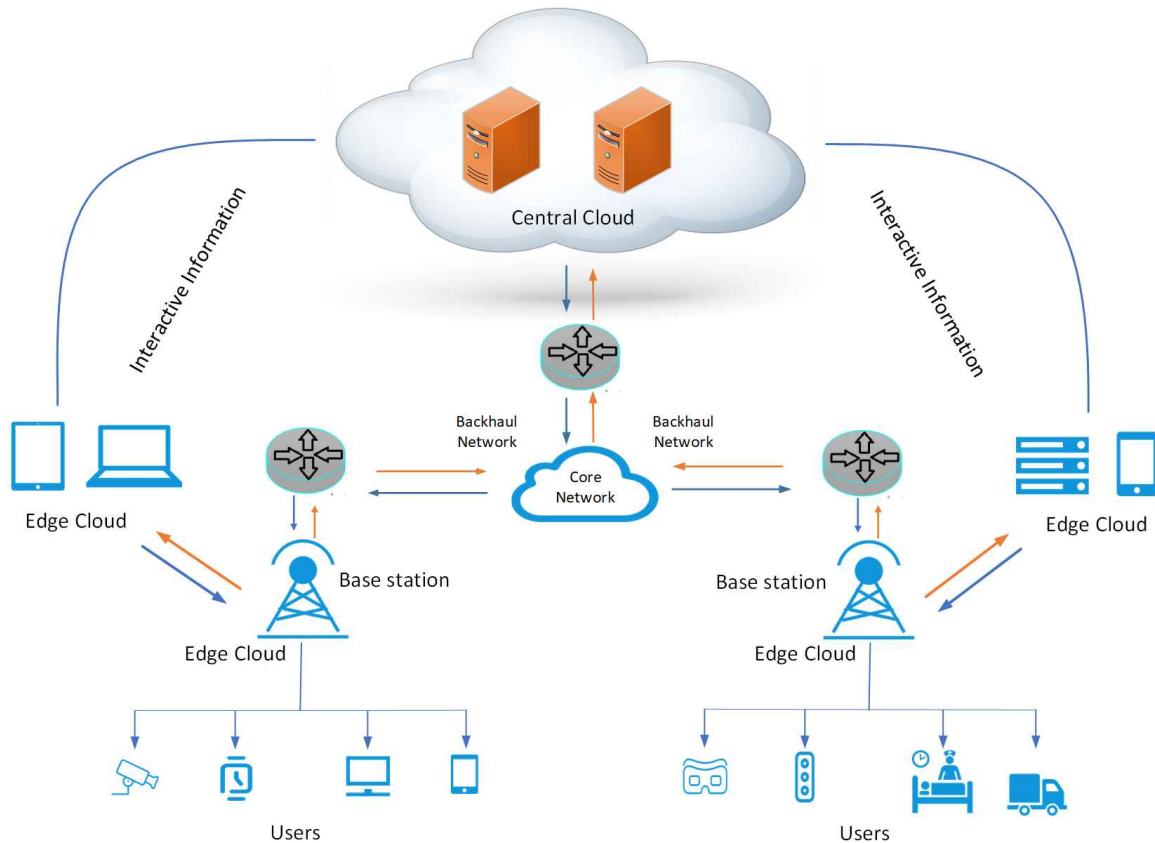 Central Cloud
Interactive Information
Interactive Information
Backhaul
Network
Backhaul
Network
Core
Network
Edge Cloud
Edge Cloud
Base station
Base station
Edge Cloud
Edge Cloud
Users
Users